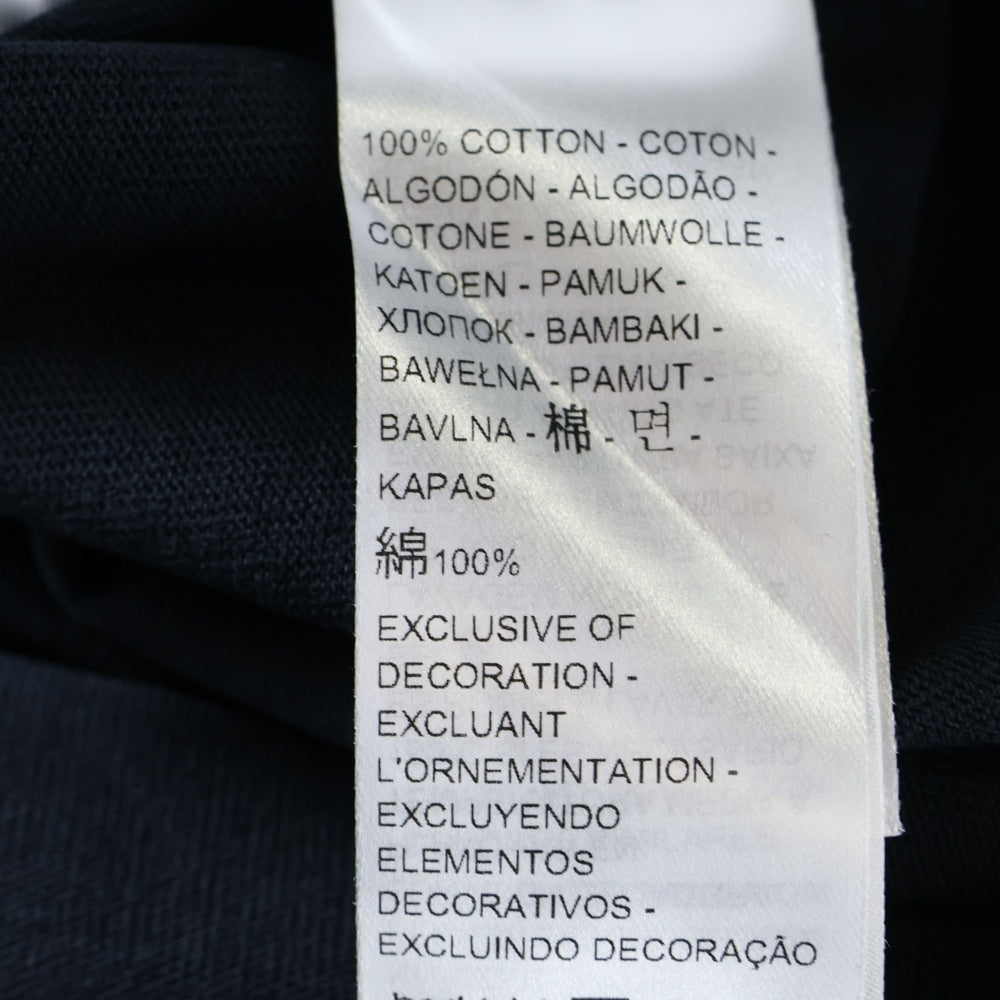 100% COTTON - COTON -
ALGODÓN - ALGODÃO -
COTONE - BAUMWOLLE -
KATOEN - PAMUK -
ХЛОПОК - BAMBAKI -
BAWEŁNA - PAMUT -
BAVLNA - 棉 - 면 -
KAPAS
綿100%
EXCLUSIVE OF
DECORATION -
EXCLUANT
L'ORNEMENTATION -
EXCLUYENDO
ELEMENTOS
DECORATIVOS -
EXCLUINDO DECORAÇÃO